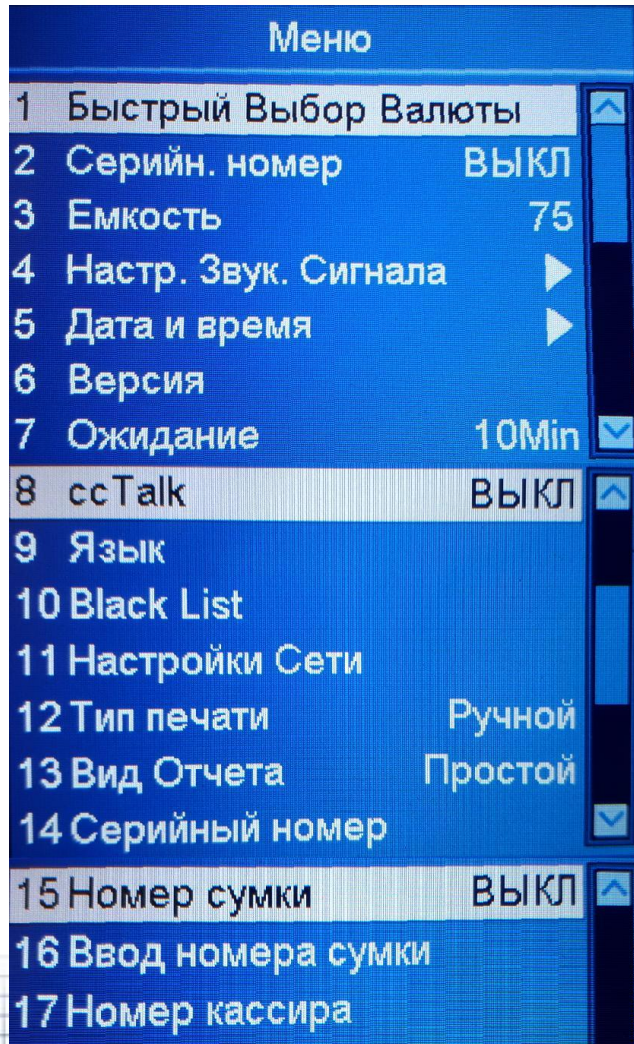 Меню
1 Быстрый Выбор Валюты
2 Серийн. номер ВЫКЛ
3 Емкость 75
4 Настр. Звук. Сигнала
5 Дата и время
6 Версия
7 Ожидание 10Min
8 ccTalk ВЫКЛ
9 Язык
10 Black List
11 Настройки Сети
12 Тип печати Ручной
13 Вид Отчета Простой
14 Серийный номер
15 Номер сумки ВЫКЛ
16 Ввод номера сумки
17 Номер кассира